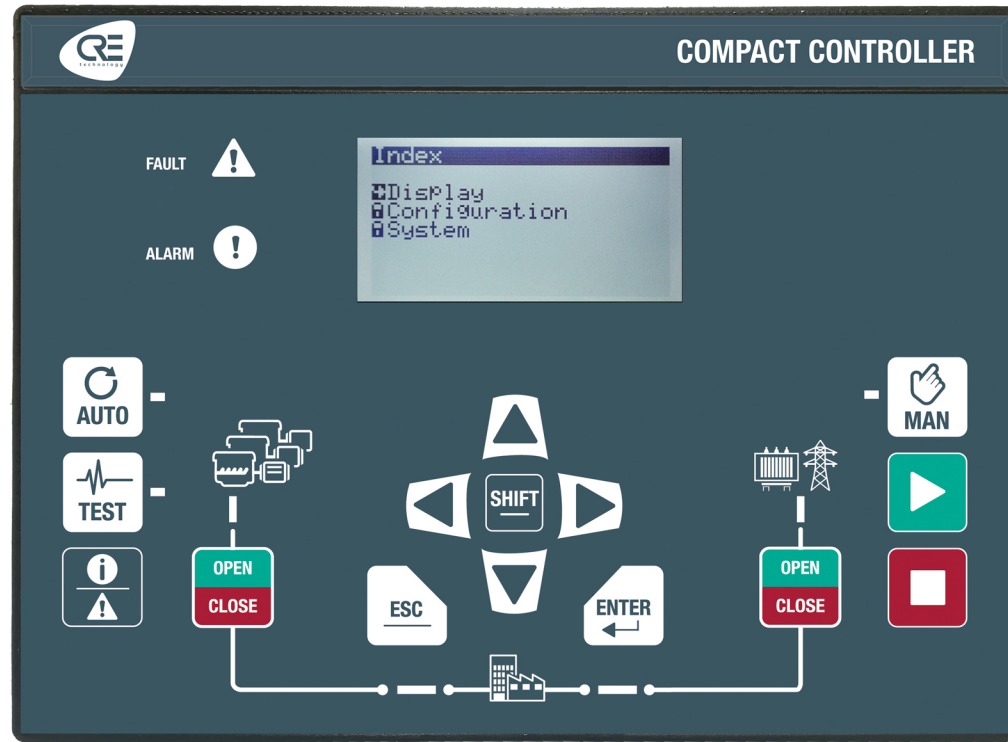 CRE
technology
COMPACT CONTROLLER
FAULT
ALARM
Index
Display
Configuration
System
AUTO
MAN
TEST
SHIFT
OPEN
CLOSE
ESC
ENTER
OPEN
CLOSE